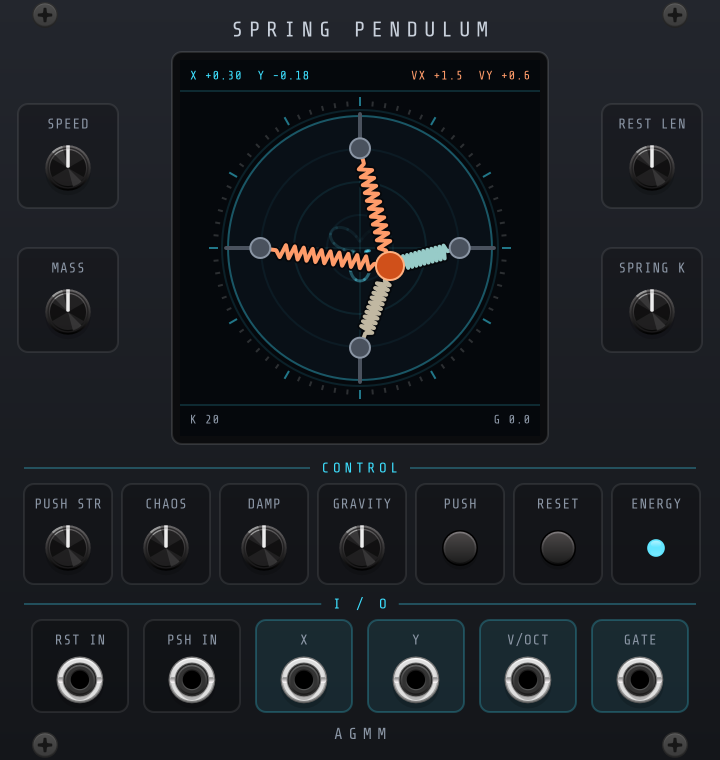 SPRING PENDULUM
X +0.30 Y -0.18 VX +1.5 VY +0.6
SPEED
REST LEN
MASS
SPRING K
K 20
G 0.0
CONTROL
PUSH STR
CHAOS
DAMP
GRAVITY
PUSH
RESET
ENERGY
I / O
RST IN
PSH IN
X
Y
V/OCT
GATE
AGMM